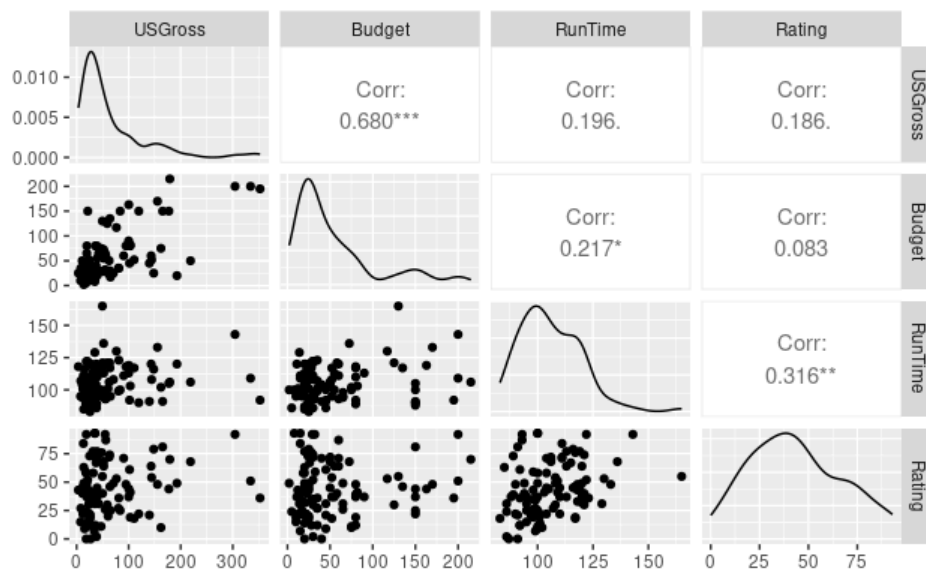 USGross Budget RunTime Rating
0.010
0.005
0.000
Corr:
0.680***
Corr:
0.196.
Corr:
0.186.
USGross
200
150
100
50
0
Corr:
0.217*
Corr:
0.083
Budget
150
125
100
Corr:
0.316**
RunTime
75
50
25
0
Rating
0 100 200 300
0 50 100 150 200
100 125 150
0 25 50 75